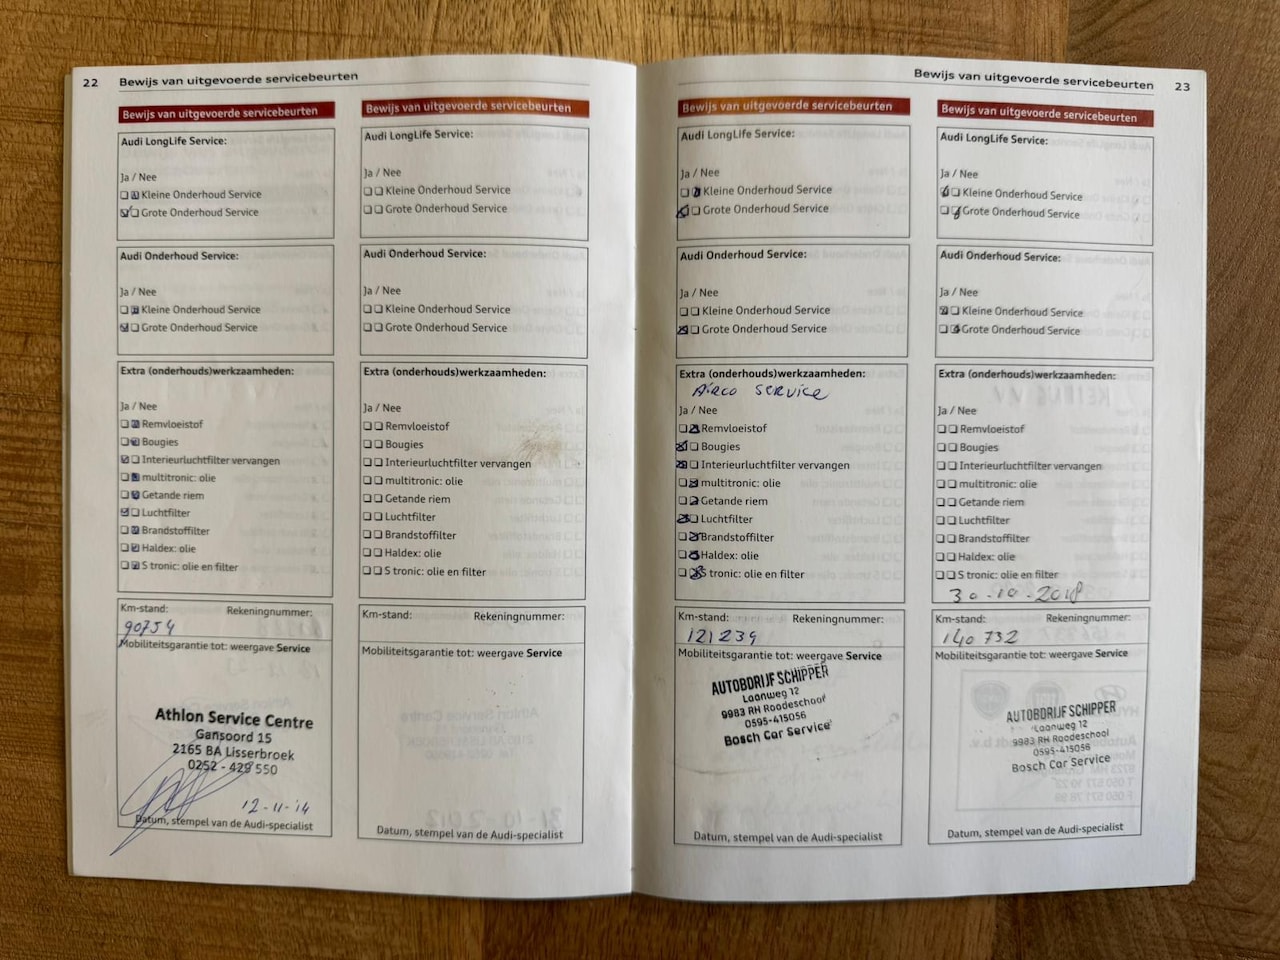 22 Bewijs van uitgevoerde servicebeurten
Bewijs van uitgevoerde servicebeurten
Audi LongLife Service:
Ja / Nee
Kleine Onderhoud Service
Grote Onderhoud Service
Audi Onderhoud Service:
Ja / Nee
Kleine Onderhoud Service
Grote Onderhoud Service
Extra (onderhouds)werkzaamheden:
Ja / Nee
Remvloeistof
Bougies
Interieurluchtfilter vervangen
multitronic: olie
Getande riem
Luchtfilter
Brandstoffilter
Haldex: olie
S tronic: olie en filter
Km-stand: Rekeningnummer:
90754
Mobiliteitsgarantie tot: weergave Service
Athlon Service Centre
Gansoord 15
2165 BA Lisserbroek
0252 - 429 550
12-11-'14
Datum, stempel van de Audi-specialist
Bewijs van uitgevoerde servicebeurten
Audi LongLife Service:
Ja / Nee
Kleine Onderhoud Service
Grote Onderhoud Service
Audi Onderhoud Service:
Ja / Nee
Kleine Onderhoud Service
Grote Onderhoud Service
Extra (onderhouds)werkzaamheden:
Ja / Nee
Remvloeistof
Bougies
Interieurluchtfilter vervangen
multitronic: olie
Getande riem
Luchtfilter
Brandstoffilter
Haldex: olie
S tronic: olie en filter
Km-stand: Rekeningnummer:
Mobiliteitsgarantie tot: weergave Service
Datum, stempel van de Audi-specialist
Bewijs van uitgevoerde servicebeurten 23
Bewijs van uitgevoerde servicebeurten
Audi LongLife Service:
Ja / Nee
Kleine Onderhoud Service
Grote Onderhoud Service
Audi Onderhoud Service:
Ja / Nee
Kleine Onderhoud Service
Grote Onderhoud Service
Extra (onderhouds)werkzaamheden:
Airco service
Ja / Nee
Remvloeistof
Bougies
Interieurluchtfilter vervangen
multitronic: olie
Getande riem
Luchtfilter
Brandstoffilter
Haldex: olie
S tronic: olie en filter
Km-stand: Rekeningnummer:
121239
Mobiliteitsgarantie tot: weergave Service
AUTOBDRIJF SCHIPPER
Laanweg 12
9983 RH Roodeschool
0595-415056
Bosch Car Service
Datum, stempel van de Audi-specialist
Bewijs van uitgevoerde servicebeurten
Audi LongLife Service:
Ja / Nee
Kleine Onderhoud Service
Grote Onderhoud Service
Audi Onderhoud Service:
Ja / Nee
Kleine Onderhoud Service
Grote Onderhoud Service
Extra (onderhouds)werkzaamheden:
Ja / Nee
Remvloeistof
Bougies
Interieurluchtfilter vervangen
multitronic: olie
Getande riem
Luchtfilter
Brandstoffilter
Haldex: olie
S tronic: olie en filter
30-10-2018
Km-stand: Rekeningnummer:
140 732
Mobiliteitsgarantie tot: weergave Service
AUTOBDRIJF SCHIPPER
Laanweg 12
9983 RH Roodeschool
0595-415056
Bosch Car Service
Datum, stempel van de Audi-specialist